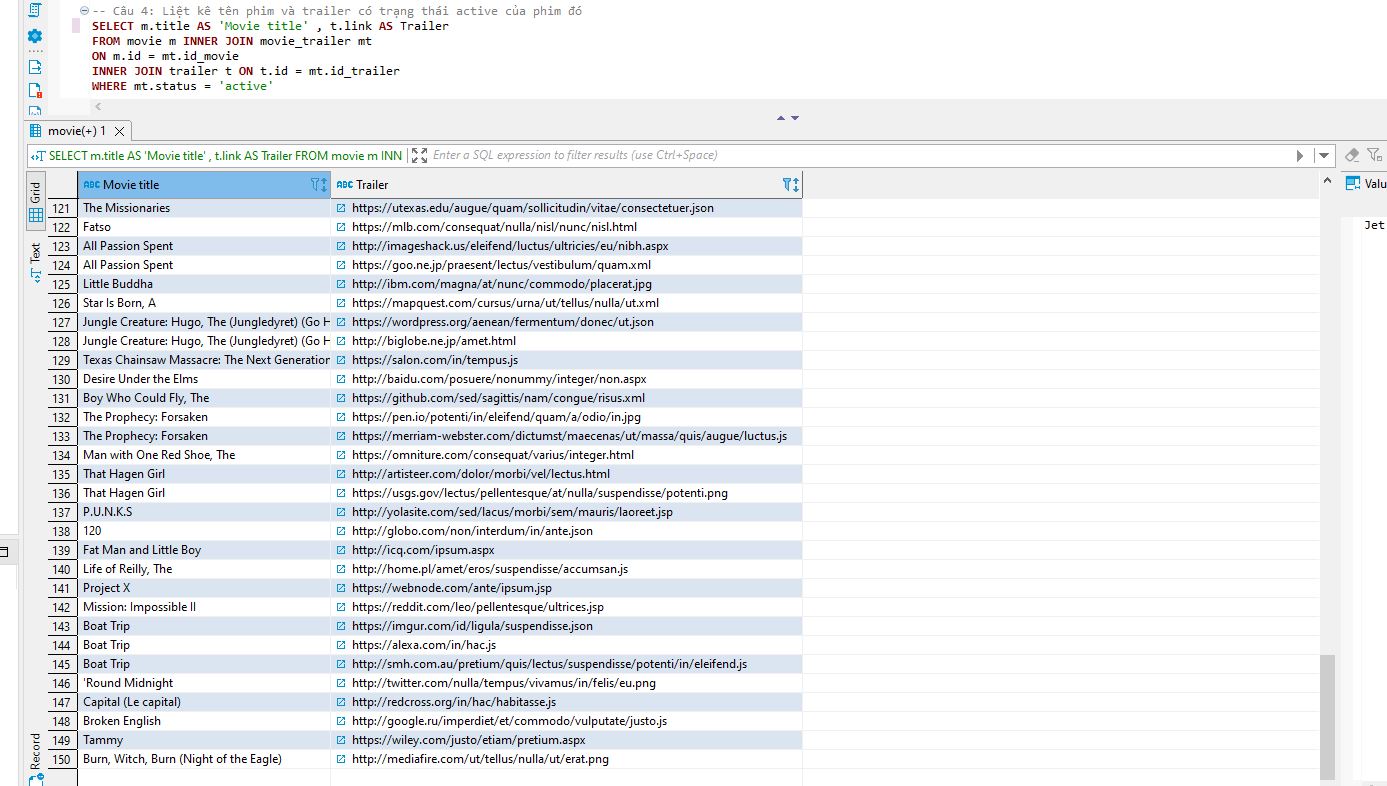 -- Câu 4: Liệt kê tên phim và trailer có trạng thái active của phim đó
SELECT m.title AS 'Movie title' , t.link AS Trailer
FROM movie m INNER JOIN movie_trailer mt
ON m.id = mt.id_movie
INNER JOIN trailer t ON t.id = mt.id_trailer
WHERE mt.status = 'active'
movie(+) 1
SELECT m.title AS 'Movie title' , t.link AS Trailer FROM movie m INN Enter a SQL expression to filter results (use Ctrl+Space)
Grid
Text
Record
Valu
Jet
ABC Movie title ABC Trailer
121 The Missionaries https://utexas.edu/augue/quam/sollicitudin/vitae/consectetuer.json
122 Fatso https://mlb.com/consequat/nulla/nisl/nunc/nisl.html
123 All Passion Spent http://imageshack.us/eleifend/luctus/ultricies/eu/nibh.aspx
124 All Passion Spent https://goo.ne.jp/praesent/lectus/vestibulum/quam.xml
125 Little Buddha http://ibm.com/magna/at/nunc/commodo/placerat.jpg
126 Star Is Born, A https://mapquest.com/cursus/urna/ut/tellus/nulla/ut.xml
127 Jungle Creature: Hugo, The (Jungledyret) (Go H https://wordpress.org/aenean/fermentum/donec/ut.json
128 Jungle Creature: Hugo, The (Jungledyret) (Go H http://biglobe.ne.jp/amet.html
129 Texas Chainsaw Massacre: The Next Generation https://salon.com/in/tempus.js
130 Desire Under the Elms http://baidu.com/posuere/nonummy/integer/non.aspx
131 Boy Who Could Fly, The https://github.com/sed/sagittis/nam/congue/risus.xml
132 The Prophecy: Forsaken https://pen.io/potenti/in/eleifend/quam/a/odio/in.jpg
133 The Prophecy: Forsaken https://merriam-webster.com/dictumst/maecenas/ut/massa/quis/augue/luctus.js
134 Man with One Red Shoe, The https://omniture.com/consequat/varius/integer.html
135 That Hagen Girl http://artisteer.com/dolor/morbi/vel/lectus.html
136 That Hagen Girl https://usgs.gov/lectus/pellentesque/at/nulla/suspendisse/potenti.png
137 P.U.N.K.S http://yolasite.com/sed/lacus/morbi/sem/mauris/laoreet.jsp
138 120 http://globo.com/non/interdum/in/ante.json
139 Fat Man and Little Boy http://icq.com/ipsum.aspx
140 Life of Reilly, The http://home.pl/amet/eros/suspendisse/accumsan.js
141 Project X https://webnode.com/ante/ipsum.jsp
142 Mission: Impossible II https://reddit.com/leo/pellentesque/ultrices.jsp
143 Boat Trip https://imgur.com/id/ligula/suspendisse.json
144 Boat Trip https://alexa.com/in/hac.js
145 Boat Trip http://smh.com.au/pretium/quis/lectus/suspendisse/potenti/in/eleifend.js
146 'Round Midnight http://twitter.com/nulla/tempus/vivamus/in/felis/eu.png
147 Capital (Le capital) http://redcross.org/in/hac/habitasse.js
148 Broken English http://google.ru/imperdiet/et/commodo/vulputate/justo.js
149 Tammy https://wiley.com/justo/etiam/pretium.aspx
150 Burn, Witch, Burn (Night of the Eagle) http://mediafire.com/ut/tellus/nulla/ut/erat.png